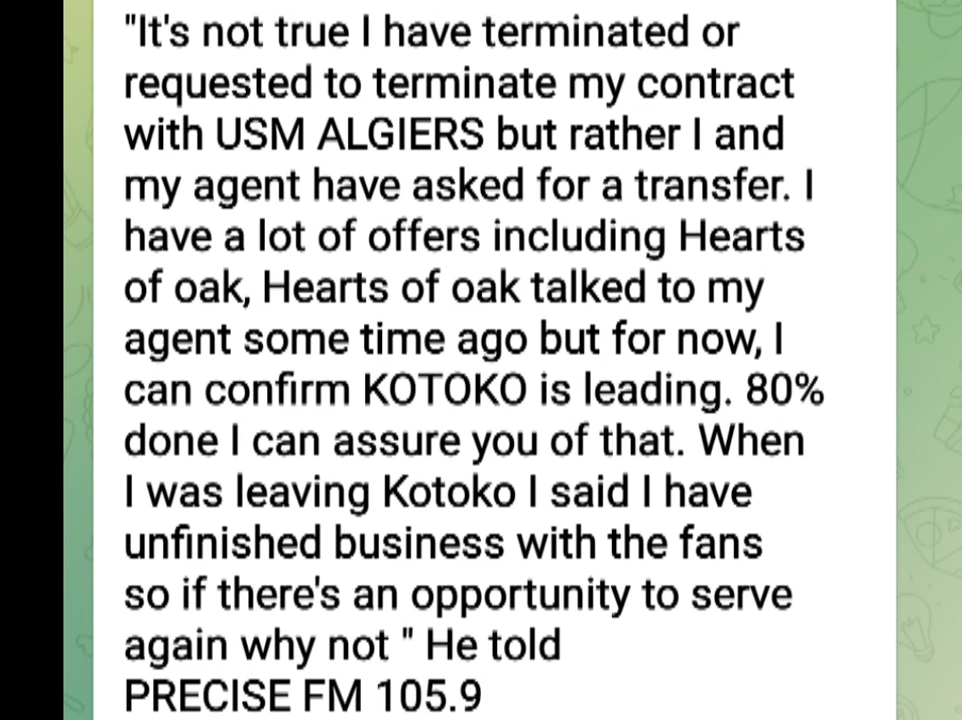 "It's not true I have terminated or
requested to terminate my contract
with USM ALGIERS but rather I and
my agent have asked for a transfer. I
have a lot of offers including Hearts
of oak, Hearts of oak talked to my
agent some time ago but for now, I
can confirm KOTOKO is leading. 80%
done I can assure you of that. When
I was leaving Kotoko I said I have
unfinished business with the fans
so if there's an opportunity to serve
again why not " He told
PRECISE FM 105.9